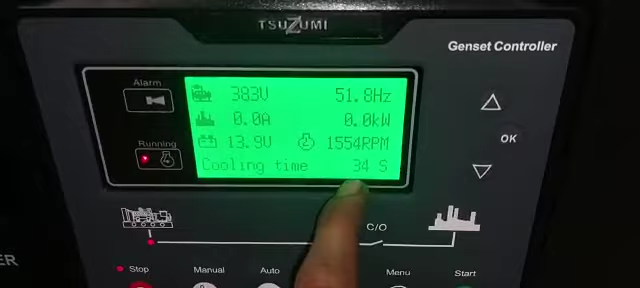 TSUZUMI
Genset Controller
Alarm
383V 51.8Hz
0.0A 0.0kW
Running
13.9V 1554RPM
OK
Cooling time 34 S
C/O
ER
Stop Manual Auto Menu Start